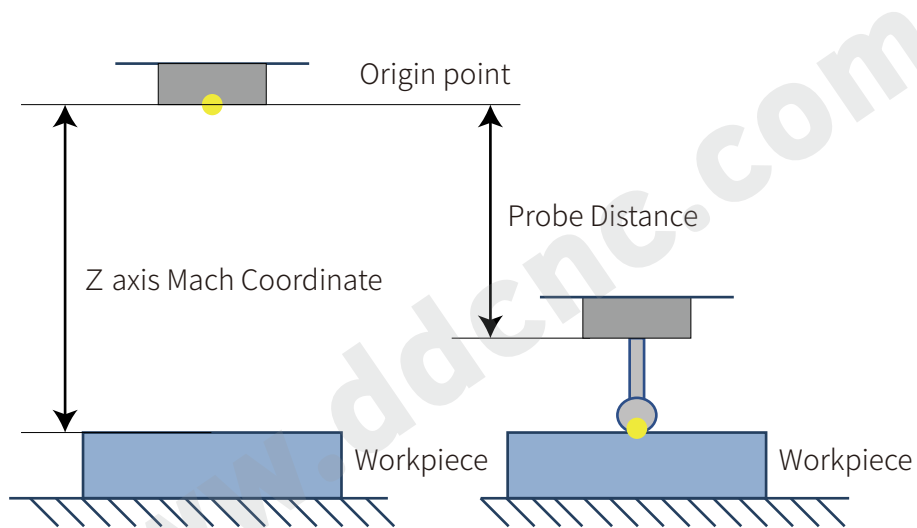 Origin point
Probe Distance
Z axis Mach Coordinate
Workpiece
Workpiece
www.ddcnc.com